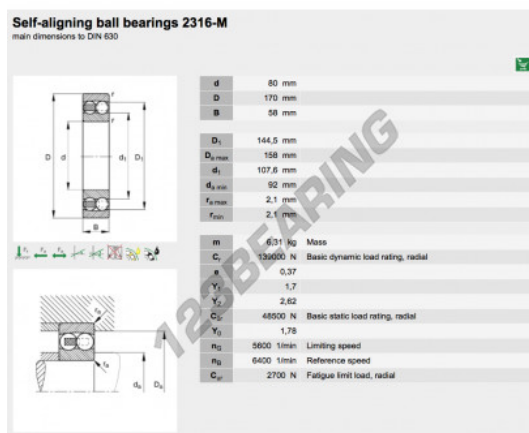 Self-aligning ball bearings 2316-M
main dimensions to DIN 630
d 80 mm
D 170 mm
B 58 mm
D₁ 144,5 mm
Dₐ max 158 mm
d₁ 107,6 mm
dₐ min 92 mm
rₐ max 2,1 mm
rmin 2,1 mm
m 6,31 kg Mass
Cr 139000 N Basic dynamic load rating, radial
e 0,37
Y₁ 1,7
Y₂ 2,62
C0r 48500 N Basic static load rating, radial
Y₀ 1,78
nG 5600 1/min Limiting speed
nB 6400 1/min Reference speed
Cur 2700 N Fatigue limit load, radial
r
r
D d d₁ D₁
B
rₐ
rₐ
dₐ Dₐ
123BEARING